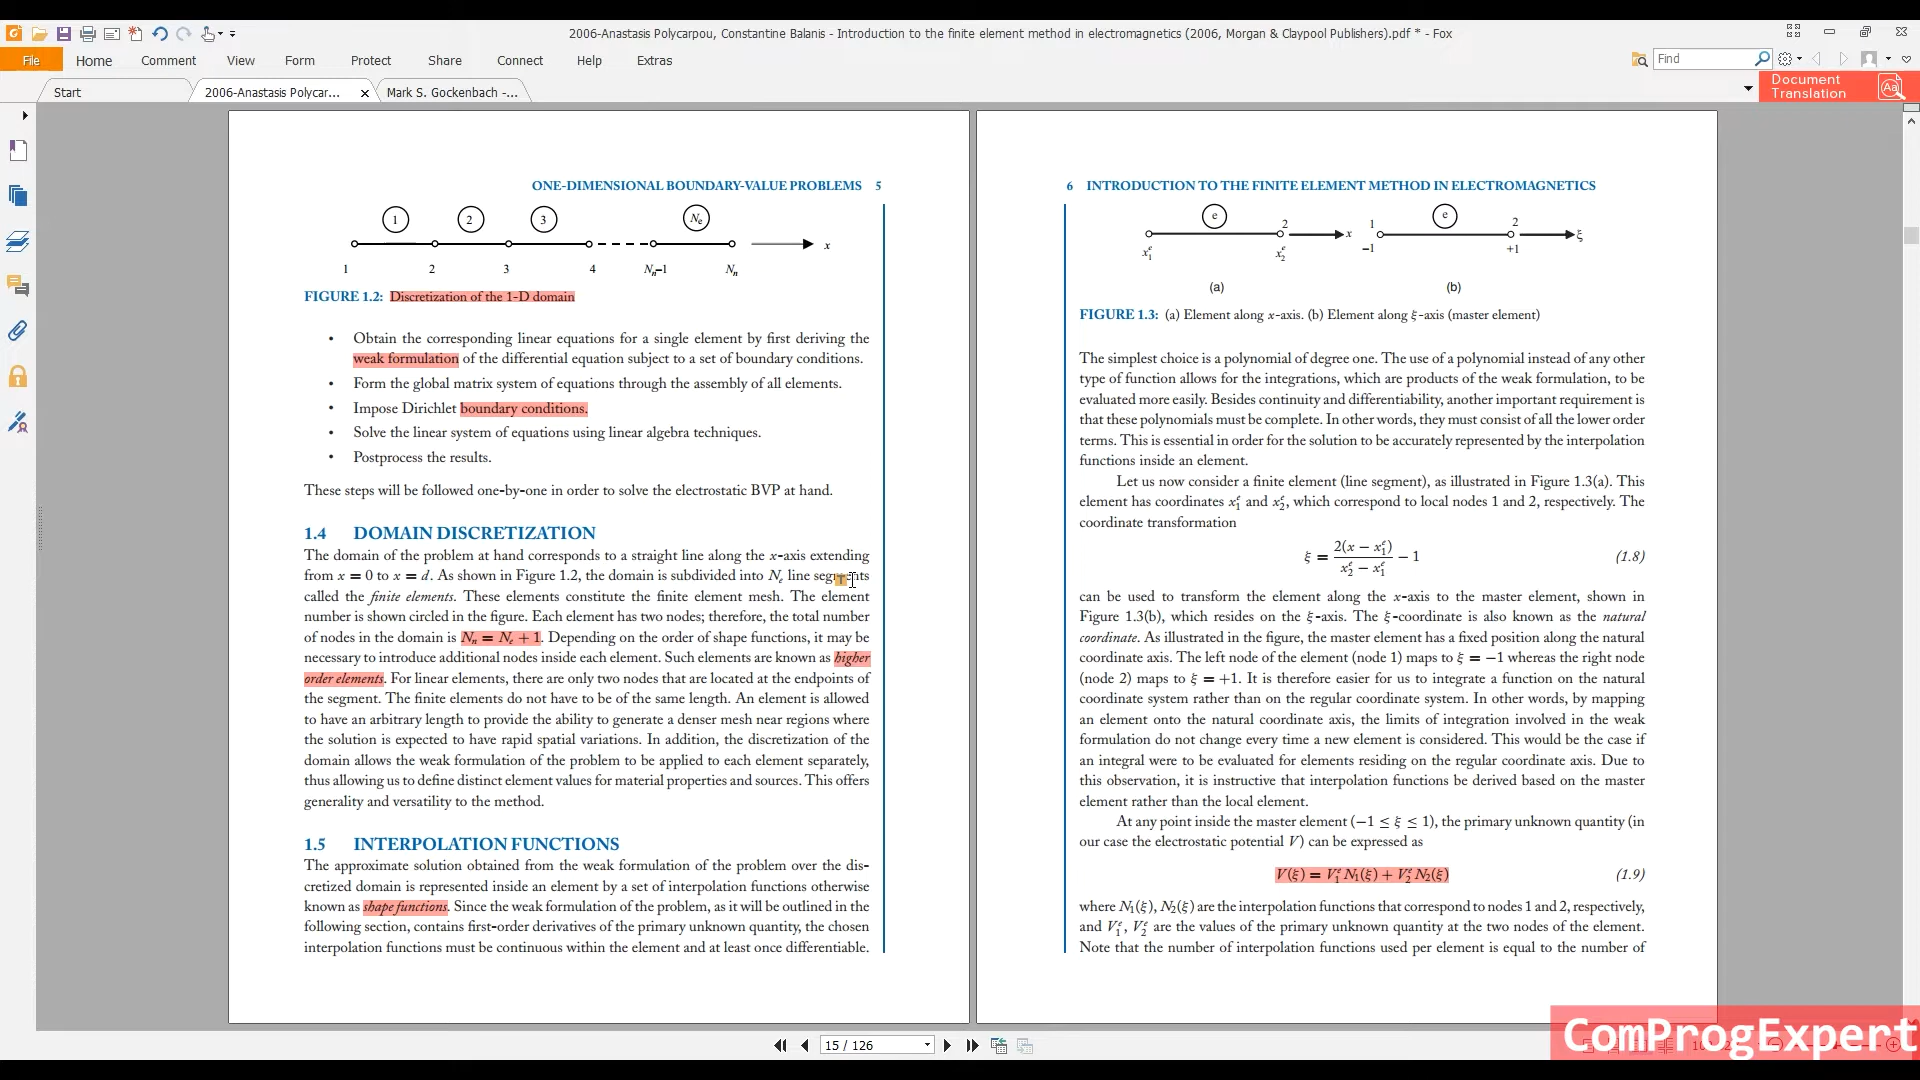 2006-Anastasis Polycarpou, Constantine Balanis - Introduction to the finite element method in electromagnetics (2006, Morgan & Claypool Publishers).pdf * - Fox
File Home Comment View Form Protect Share Connect Help Extras
Find
Start
2006-Anastasis Polycar...
Mark S. Gockenbach -...
Document
Translation
ONE-DIMENSIONAL BOUNDARY-VALUE PROBLEMS 5
1 2 3 Nₑ
x
1 2 3 4 Nₙ–1 Nₙ
FIGURE 1.2: Discretization of the 1-D domain
• Obtain the corresponding linear equations for a single element by first deriving the
weak formulation of the differential equation subject to a set of boundary conditions.
• Form the global matrix system of equations through the assembly of all elements.
• Impose Dirichlet boundary conditions.
• Solve the linear system of equations using linear algebra techniques.
• Postprocess the results.
These steps will be followed one-by-one in order to solve the electrostatic BVP at hand.
1.4 DOMAIN DISCRETIZATION
The domain of the problem at hand corresponds to a straight line along the x-axis extending
from x = 0 to x = d. As shown in Figure 1.2, the domain is subdivided into Nₑ line segments
called the finite elements. These elements constitute the finite element mesh. The element
number is shown circled in the figure. Each element has two nodes; therefore, the total number
of nodes in the domain is Nₙ = Nₑ + 1. Depending on the order of shape functions, it may be
necessary to introduce additional nodes inside each element. Such elements are known as higher
order elements. For linear elements, there are only two nodes that are located at the endpoints of
the segment. The finite elements do not have to be of the same length. An element is allowed
to have an arbitrary length to provide the ability to generate a denser mesh near regions where
the solution is expected to have rapid spatial variations. In addition, the discretization of the
domain allows the weak formulation of the problem to be applied to each element separately,
thus allowing us to define distinct element values for material properties and sources. This offers
generality and versatility to the method.
1.5 INTERPOLATION FUNCTIONS
The approximate solution obtained from the weak formulation of the problem over the dis-
cretized domain is represented inside an element by a set of interpolation functions otherwise
known as shape functions. Since the weak formulation of the problem, as it will be outlined in the
following section, contains first-order derivatives of the primary unknown quantity, the chosen
interpolation functions must be continuous within the element and at least once differentiable.
6 INTRODUCTION TO THE FINITE ELEMENT METHOD IN ELECTROMAGNETICS
e e
2 x 1 2 ξ
x₁ᵉ x₂ᵉ –1 +1
(a) (b)
FIGURE 1.3: (a) Element along x-axis. (b) Element along ξ-axis (master element)
The simplest choice is a polynomial of degree one. The use of a polynomial instead of any other
type of function allows for the integrations, which are products of the weak formulation, to be
evaluated more easily. Besides continuity and differentiability, another important requirement is
that these polynomials must be complete. In other words, they must consist of all the lower order
terms. This is essential in order for the solution to be accurately represented by the interpolation
functions inside an element.
Let us now consider a finite element (line segment), as illustrated in Figure 1.3(a). This
element has coordinates x₁ᵉ and x₂ᵉ, which correspond to local nodes 1 and 2, respectively. The
coordinate transformation
ξ = 2(x − x₁ᵉ) / (x₂ᵉ − x₁ᵉ) − 1 (1.8)
can be used to transform the element along the x-axis to the master element, shown in
Figure 1.3(b), which resides on the ξ-axis. The ξ-coordinate is also known as the natural
coordinate. As illustrated in the figure, the master element has a fixed position along the natural
coordinate axis. The left node of the element (node 1) maps to ξ = −1 whereas the right node
(node 2) maps to ξ = +1. It is therefore easier for us to integrate a function on the natural
coordinate system rather than on the regular coordinate system. In other words, by mapping
an element onto the natural coordinate axis, the limits of integration involved in the weak
formulation do not change every time a new element is considered. This would be the case if
an integral were to be evaluated for elements residing on the regular coordinate axis. Due to
this observation, it is instructive that interpolation functions be derived based on the master
element rather than the local element.
At any point inside the master element (−1 ≤ ξ ≤ 1), the primary unknown quantity (in
our case the electrostatic potential V) can be expressed as
V(ξ) = V₁ᵉ N₁(ξ) + V₂ᵉ N₂(ξ) (1.9)
where N₁(ξ), N₂(ξ) are the interpolation functions that correspond to nodes 1 and 2, respectively,
and V₁ᵉ, V₂ᵉ are the values of the primary unknown quantity at the two nodes of the element.
Note that the number of interpolation functions used per element is equal to the number of
15 / 126
ComProgExpert